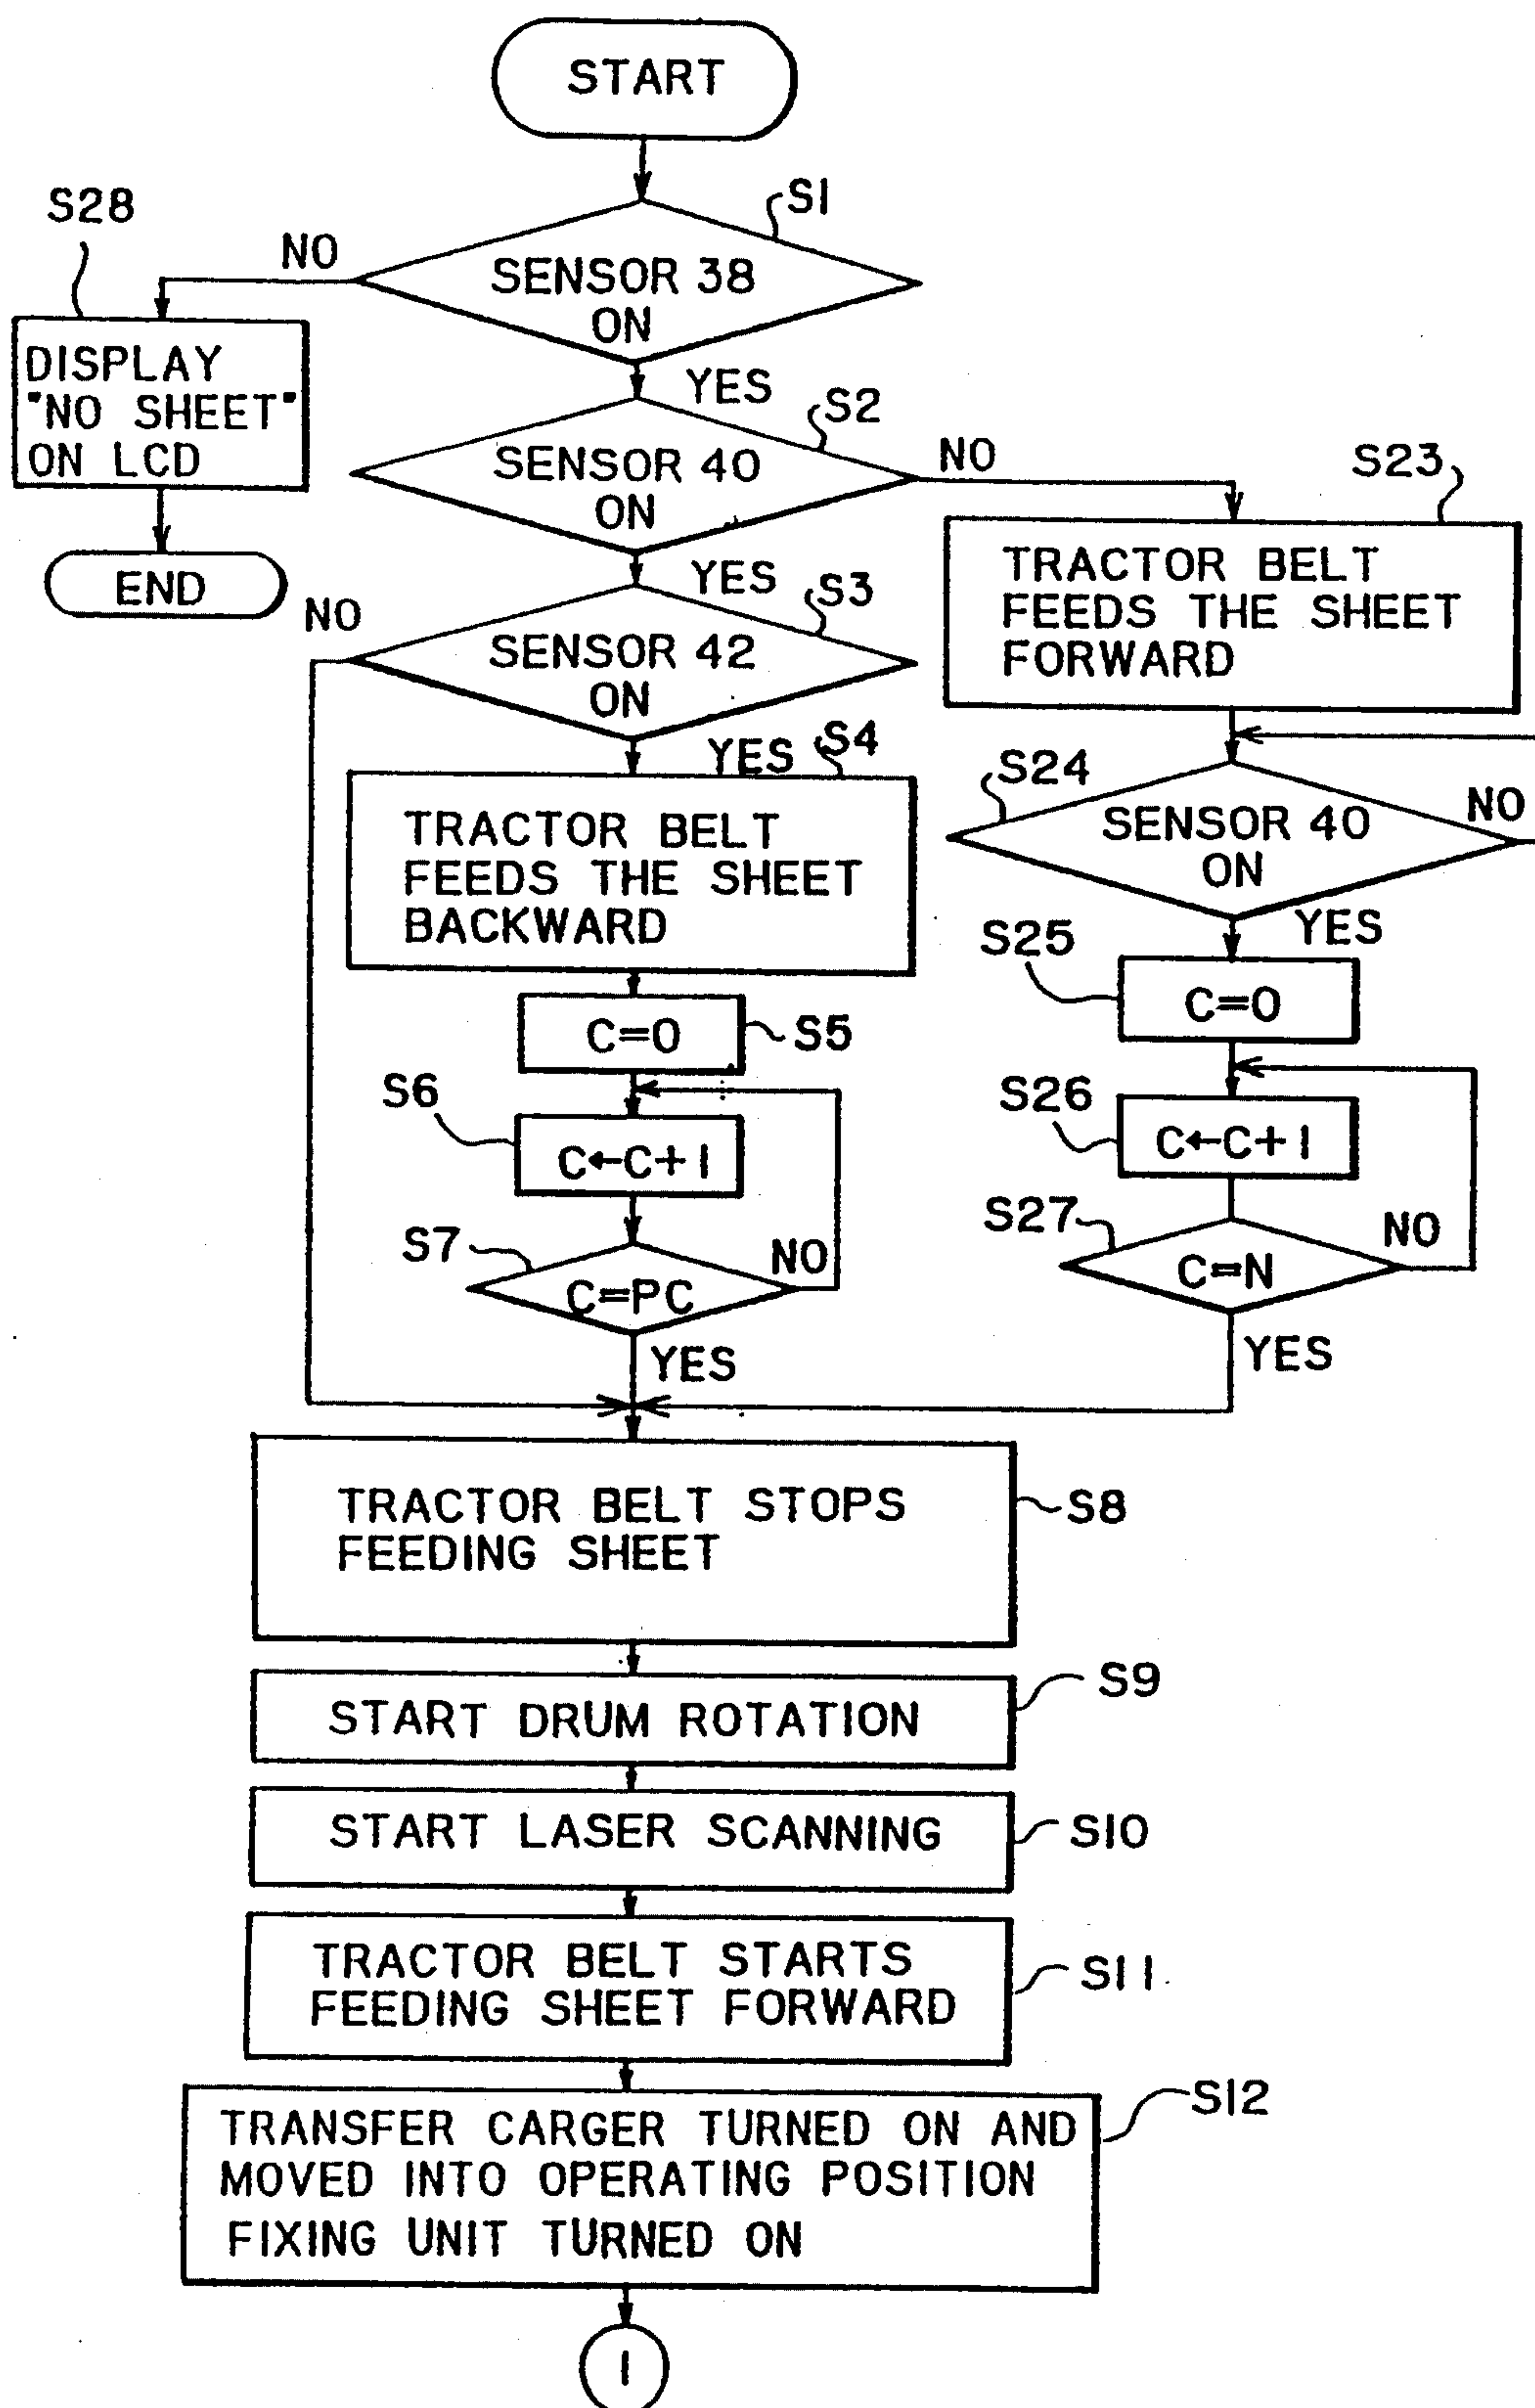 START
S1
SENSOR 38
ON
NO
S28
DISPLAY
"NO SHEET"
ON LCD
END
YES
S2
SENSOR 40
ON
NO
YES
S3
SENSOR 42
ON
NO
YES
S4
TRACTOR BELT
FEEDS THE SHEET
BACKWARD
C=0
S5
S6
C←C+1
S7
C=PC
NO
YES
S23
TRACTOR BELT
FEEDS THE SHEET
FORWARD
S24
SENSOR 40
ON
NO
YES
S25
C=0
S26
C←C+1
S27
C=N
NO
YES
TRACTOR BELT STOPS
FEEDING SHEET
S8
START DRUM ROTATION
S9
START LASER SCANNING
S10
TRACTOR BELT STARTS
FEEDING SHEET FORWARD
S11
TRANSFER CARGER TURNED ON AND
MOVED INTO OPERATING POSITION
FIXING UNIT TURNED ON
S12
1